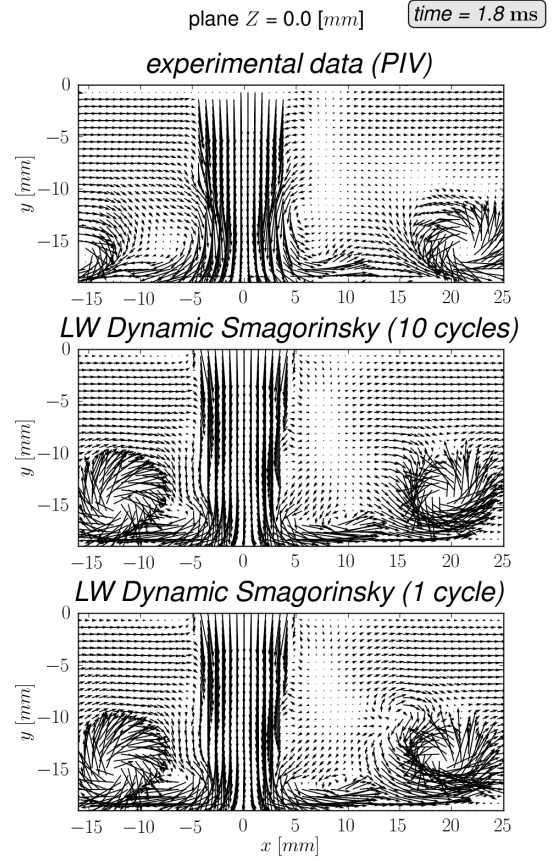 plane Z = 0.0 [mm]
time = 1.8 ms
experimental data (PIV)
0
−5
−10
−15
y [mm]
−15 −10 −5 0 5 10 15 20 25
LW Dynamic Smagorinsky (10 cycles)
0
−5
−10
−15
y [mm]
−15 −10 −5 0 5 10 15 20 25
LW Dynamic Smagorinsky (1 cycle)
0
−5
−10
−15
y [mm]
−15 −10 −5 0 5 10 15 20 25
x [mm]